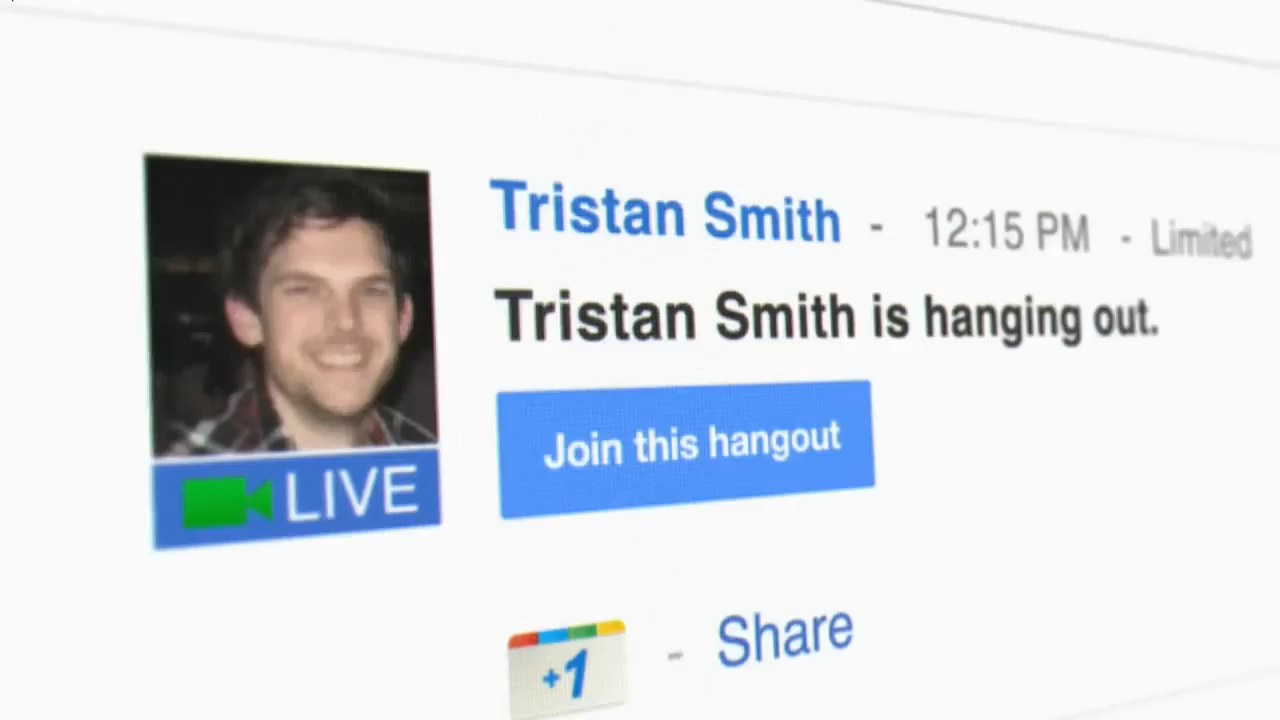 Tristan Smith - 12:15 PM - Limited
Tristan Smith is hanging out.
Join this hangout
LIVE
+1 - Share